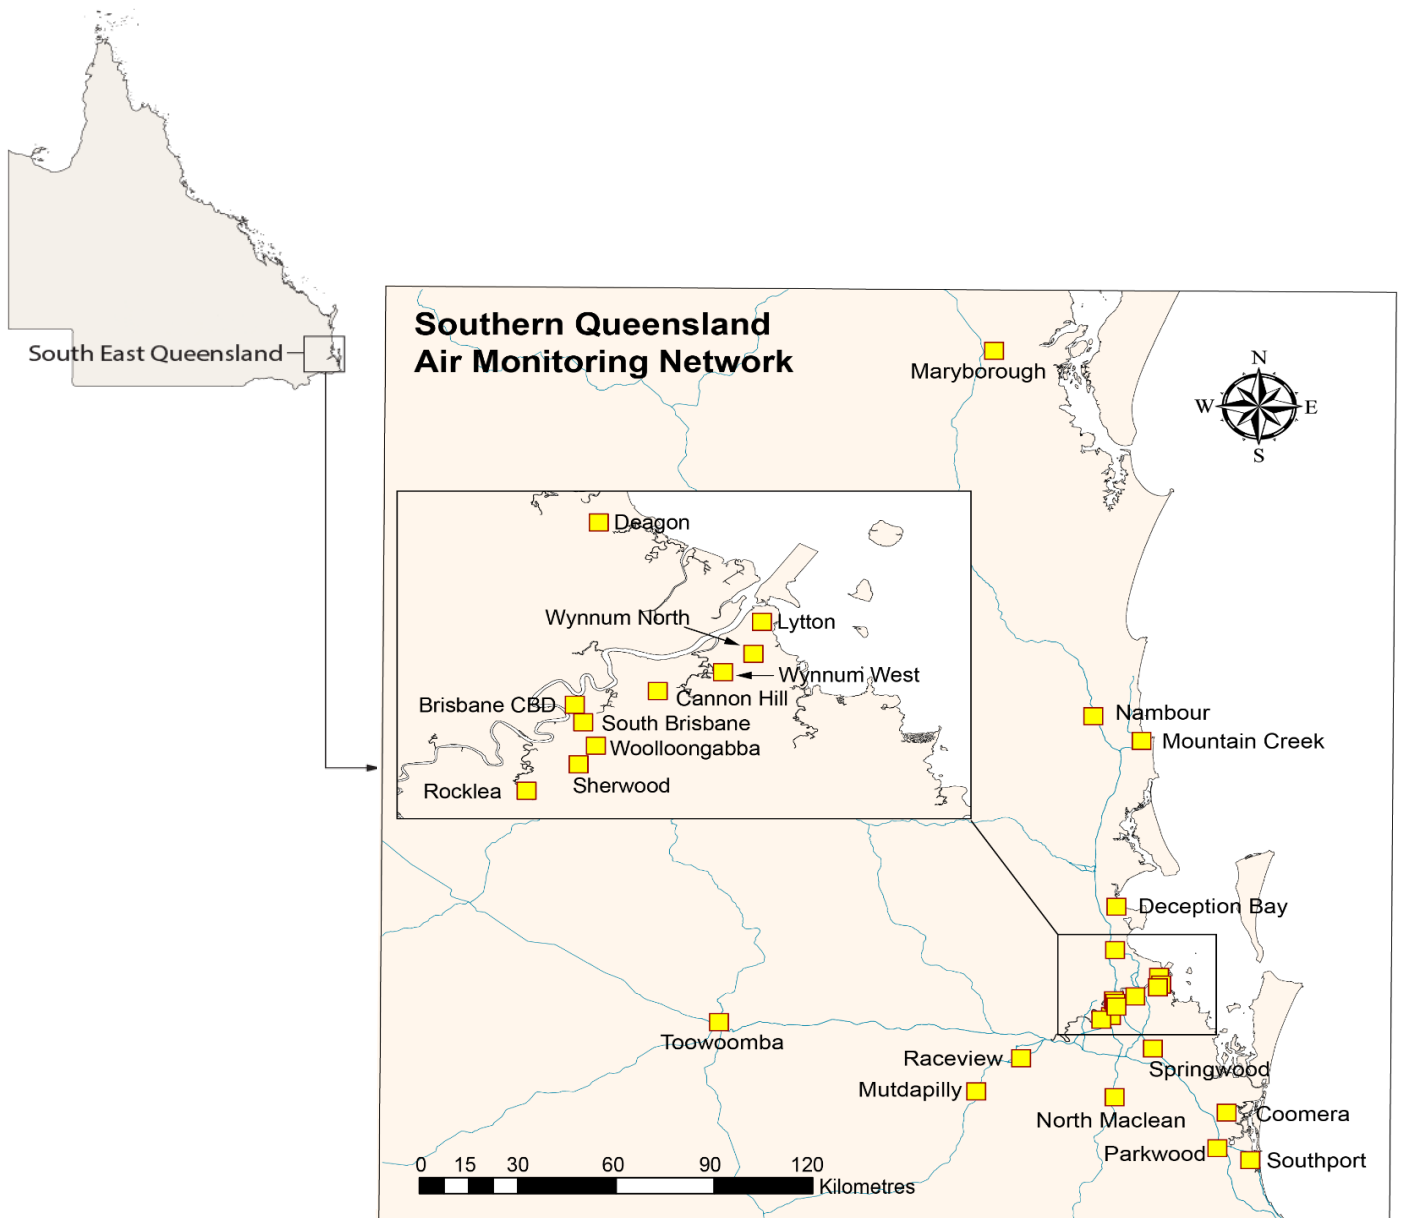 South East Queensland
Southern Queensland
Air Monitoring Network
Maryborough
N
W
E
S
Deagon
Wynnum North
Lytton
Wynnum West
Cannon Hill
Brisbane CBD
South Brisbane
Woolloongabba
Sherwood
Rocklea
Nambour
Mountain Creek
Deception Bay
Toowoomba
Raceview
Springwood
Mutdapilly
North Maclean
Coomera
Parkwood
Southport
0 15 30 60 90 120
Kilometres